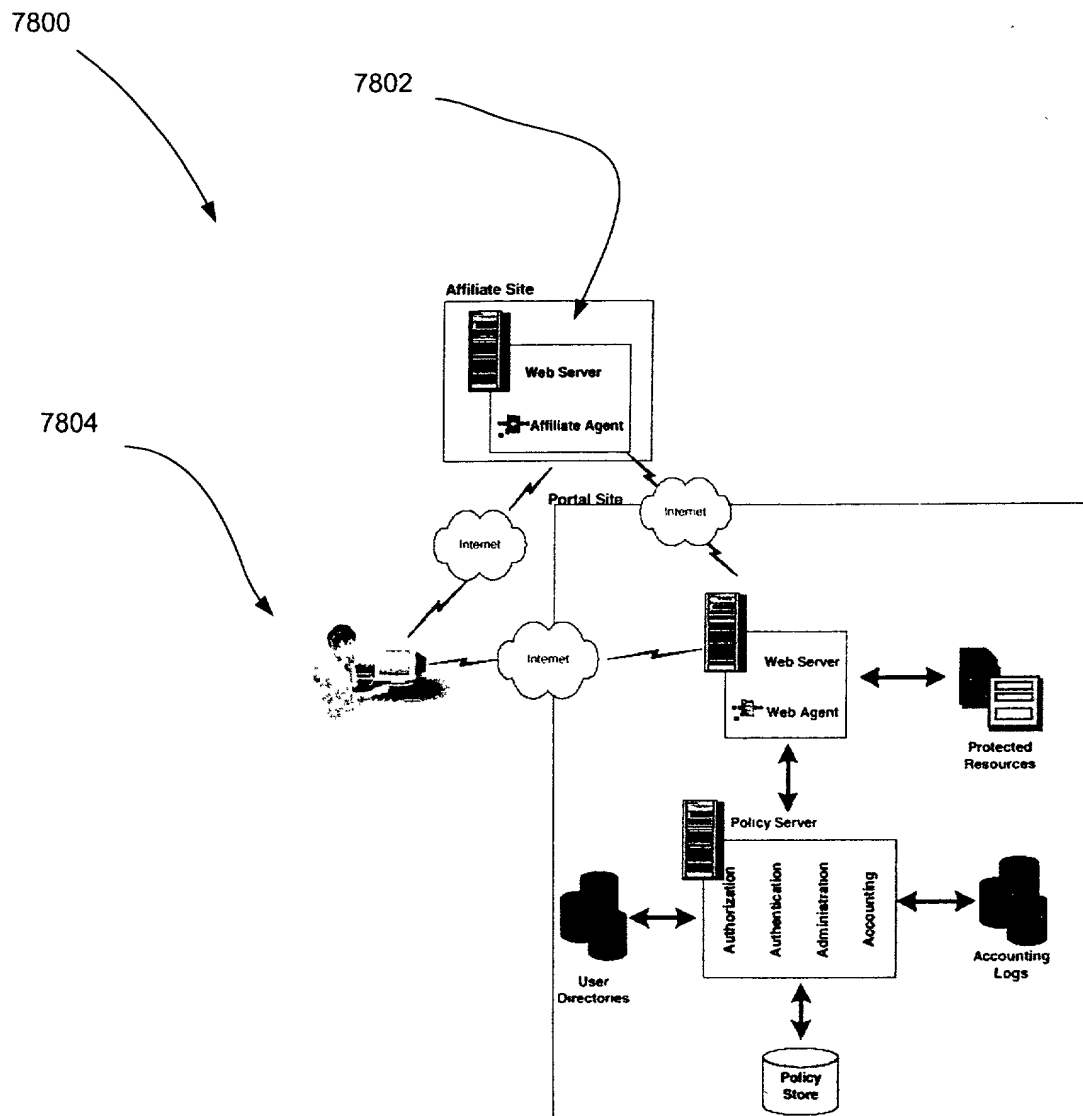 7800
7802
Affiliate Site
Web Server
Affiliate Agent
7804
Portal Site
Internet
Internet
Internet
Web Server
Web Agent
Protected
Resources
Policy Server
Authorization
Authentication
Administration
Accounting
User
Directories
Accounting
Logs
Policy
Store